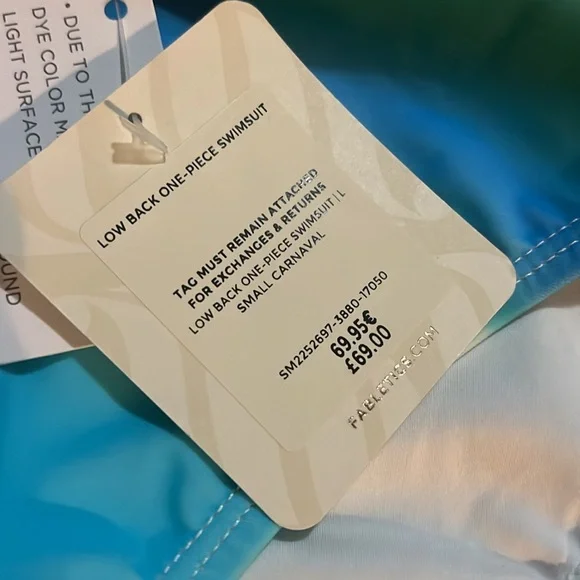 • DUE TO TH
DYE COLOR M
LIGHT SURFACE
OUND
LOW BACK ONE-PIECE SWIMSUIT
TAG MUST REMAIN ATTACHED
FOR EXCHANGES & RETURNS
LOW BACK ONE-PIECE SWIMSUIT | L
SMALL CARNAVAL
SM2252697-3880-17050
69.95€
£69.00
FABLETICS.COM